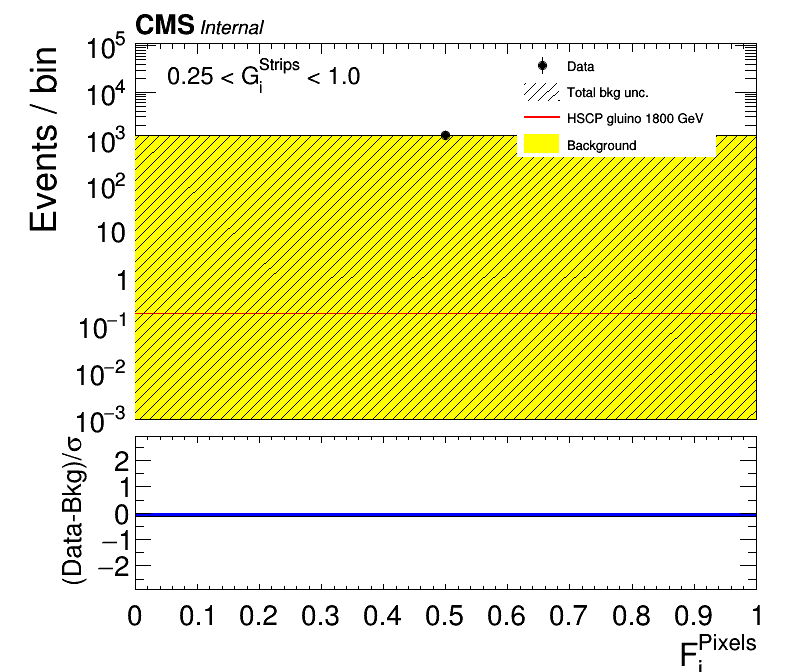 CMS Internal
Events / bin
10^5
10^4
10^3
10^2
10
1
10^−1
10^−2
10^−3
0.25 < G_i^Strips < 1.0
Data
Total bkg unc.
HSCP gluino 1800 GeV
Background
(Data-Bkg)/σ
2
1
0
−1
−2
0 0.1 0.2 0.3 0.4 0.5 0.6 0.7 0.8 0.9 1
F_i^Pixels